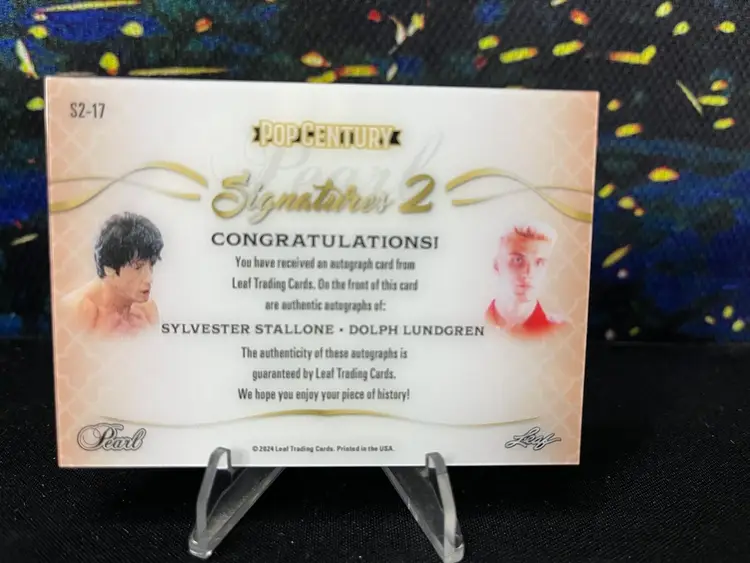 S2-17
POP CENTURY
Pearl
Signatures 2
CONGRATULATIONS!
You have received an autograph card from
Leaf Trading Cards. On the front of this card
are authentic autographs of:
SYLVESTER STALLONE • DOLPH LUNDGREN
The authenticity of these autographs is
guaranteed by Leaf Trading Cards.
We hope you enjoy your piece of history!
Pearl
© 2024 Leaf Trading Cards. Printed in the USA.
Leaf